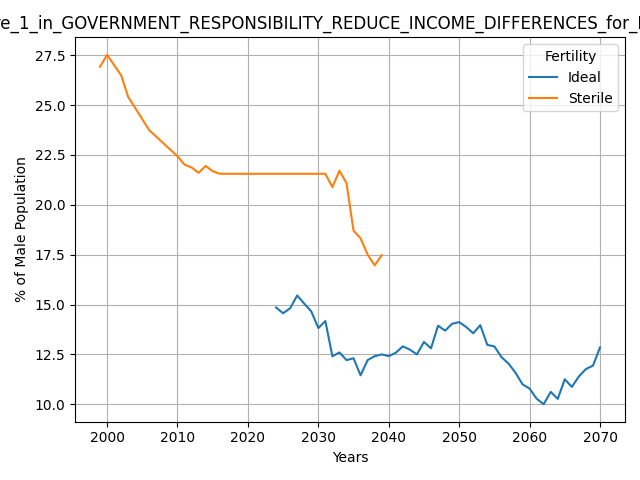 re_1_in_GOVERNMENT_RESPONSIBILITY_REDUCE_INCOME_DIFFERENCES_for_
Fertility
Ideal
Sterile
% of Male Population
27.5
25.0
22.5
20.0
17.5
15.0
12.5
10.0
2000 2010 2020 2030 2040 2050 2060 2070
Years